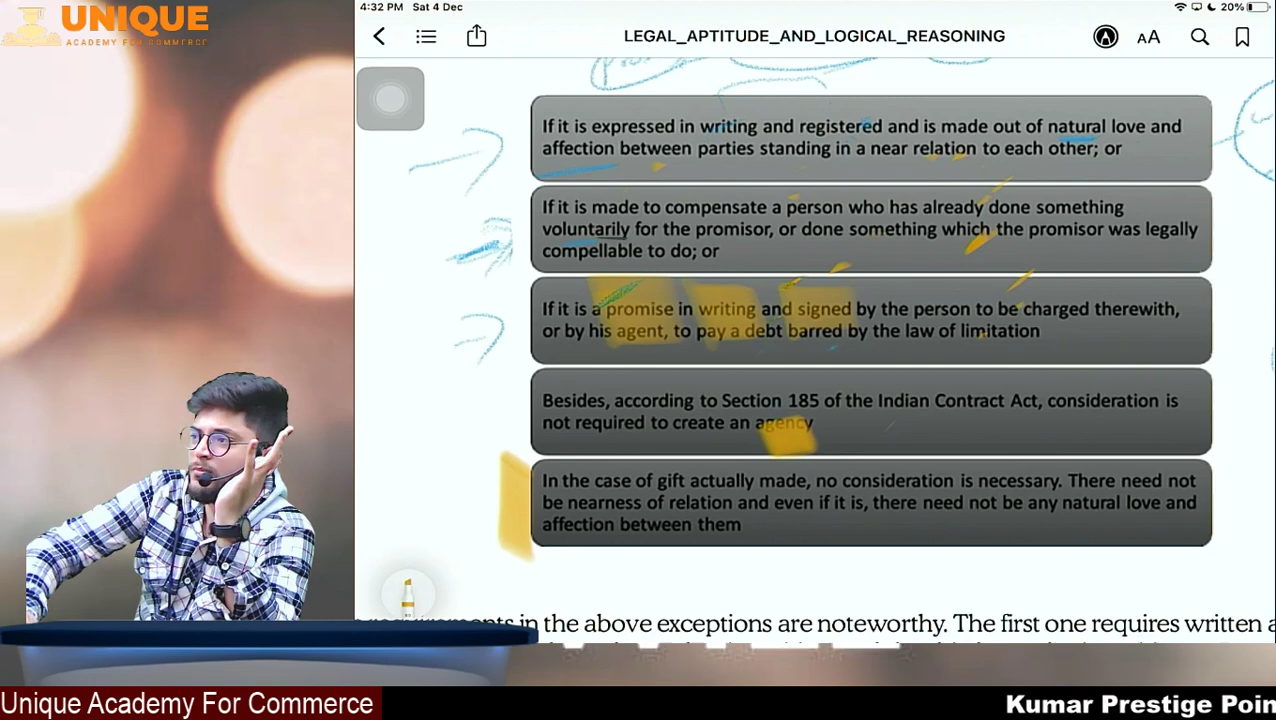 4:32 PM Sat 4 Dec
20%
UNIQUE
ACADEMY FOR COMMERCE
LEGAL_APTITUDE_AND_LOGICAL_REASONING
AA
If it is expressed in writing and registered and is made out of natural love and
affection between parties standing in a near relation to each other; or
If it is made to compensate a person who has already done something
voluntarily for the promisor, or done something which the promisor was legally
compellable to do; or
If it is a promise in writing and signed by the person to be charged therewith,
or by his agent, to pay a debt barred by the law of limitation
Besides, according to Section 185 of the Indian Contract Act, consideration is
not required to create an agency
In the case of gift actually made, no consideration is necessary. There need not
be nearness of relation and even if it is, there need not be any natural love and
affection between them
in the above exceptions are noteworthy. The first one requires written
Unique Academy For Commerce
Kumar Prestige Poin